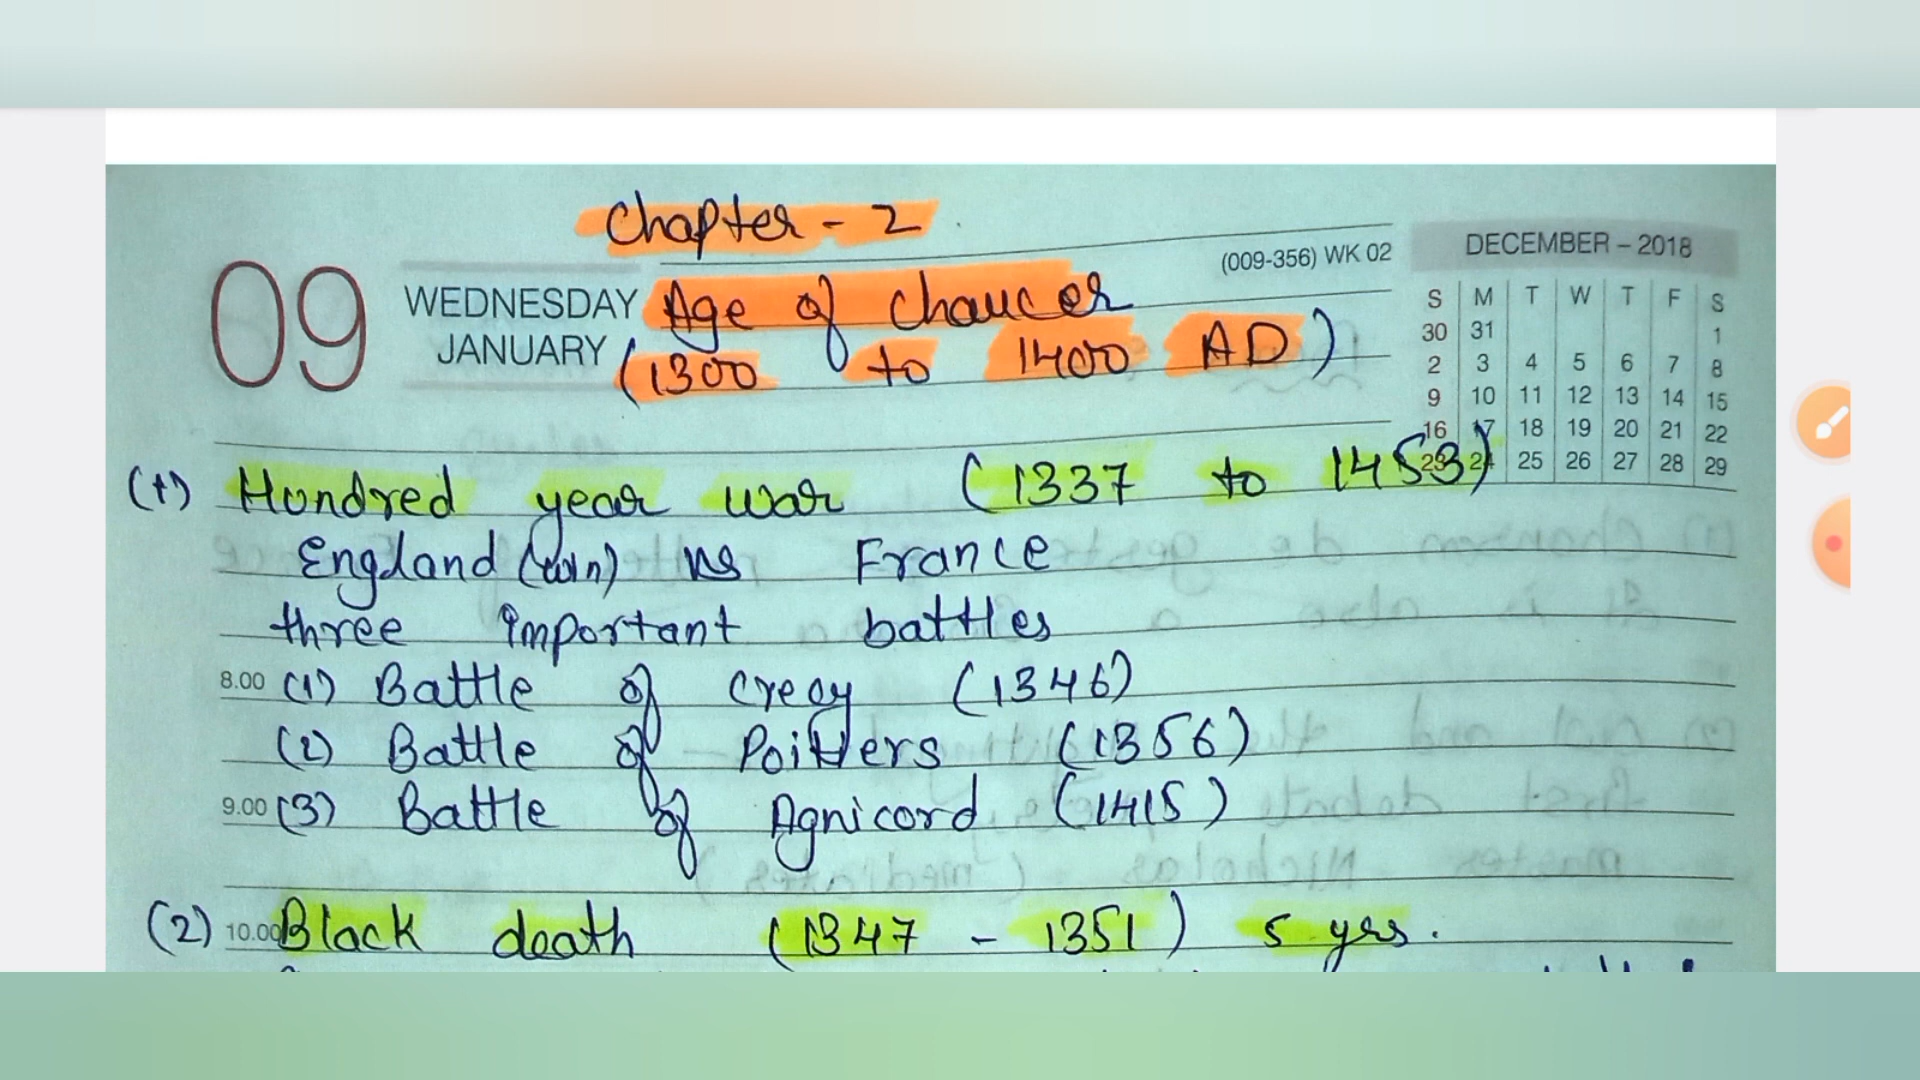 Chapter - 2
09
WEDNESDAY
JANUARY
Age of Chaucer
(1300 to 1400 AD)
(009-356) WK 02
DECEMBER – 2018
S M T W T F S
30 31 1
2 3 4 5 6 7 8
9 10 11 12 13 14 15
16 17 18 19 20 21 22
23 24 25 26 27 28 29
(1) Hundred year war (1337 to 1453)
England (win) vs France
three important battles
8.00 (1) Battle of Crecy (1346)
(2) Battle of Poitiers (1356)
9.00 (3) Battle of Agnicord (1415)
(2) 10.00 Black death (1347 - 1351) 5 yrs.